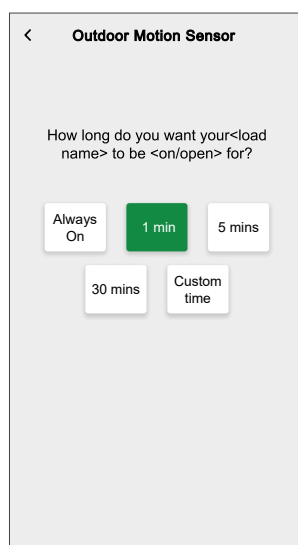 Outdoor Motion Sensor
How long do you want your<load
name> to be <on/open> for?
Always
On
1 min
5 mins
30 mins
Custom
time